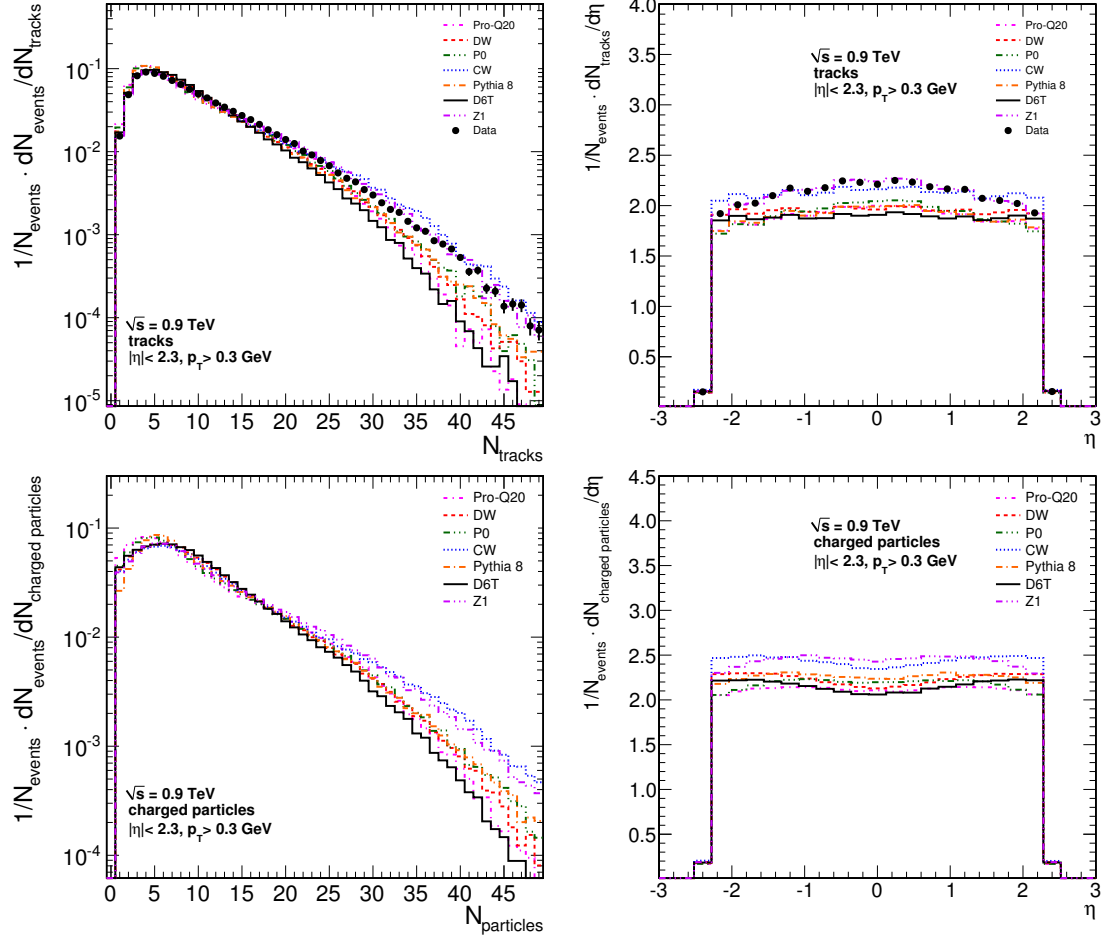 1/N_events · dN_events/dN_tracks
10^-1
10^-2
10^-3
10^-4
10^-5
Pro-Q20
DW
P0
CW
Pythia 8
D6T
Z1
Data
√s = 0.9 TeV
tracks
|η|< 2.3, p_T> 0.3 GeV
0 5 10 15 20 25 30 35 40 45
N_tracks
1/N_events · dN_tracks/dη
4.0
3.5
3.0
2.5
2.0
1.5
1.0
0.5
√s = 0.9 TeV
tracks
|η|< 2.3, p_T> 0.3 GeV
Pro-Q20
DW
P0
CW
Pythia 8
D6T
Z1
Data
-3 -2 -1 0 1 2 3
η
1/N_events · dN_events/dN_charged particles
10^-1
10^-2
10^-3
10^-4
Pro-Q20
DW
P0
CW
Pythia 8
D6T
Z1
√s = 0.9 TeV
charged particles
|η|< 2.3, p_T> 0.3 GeV
0 5 10 15 20 25 30 35 40 45
N_particles
1/N_events · dN_charged particles/dη
4.5
4.0
3.5
3.0
2.5
2.0
1.5
1.0
0.5
√s = 0.9 TeV
charged particles
|η|< 2.3, p_T> 0.3 GeV
Pro-Q20
DW
P0
CW
Pythia 8
D6T
Z1
-3 -2 -1 0 1 2 3
η